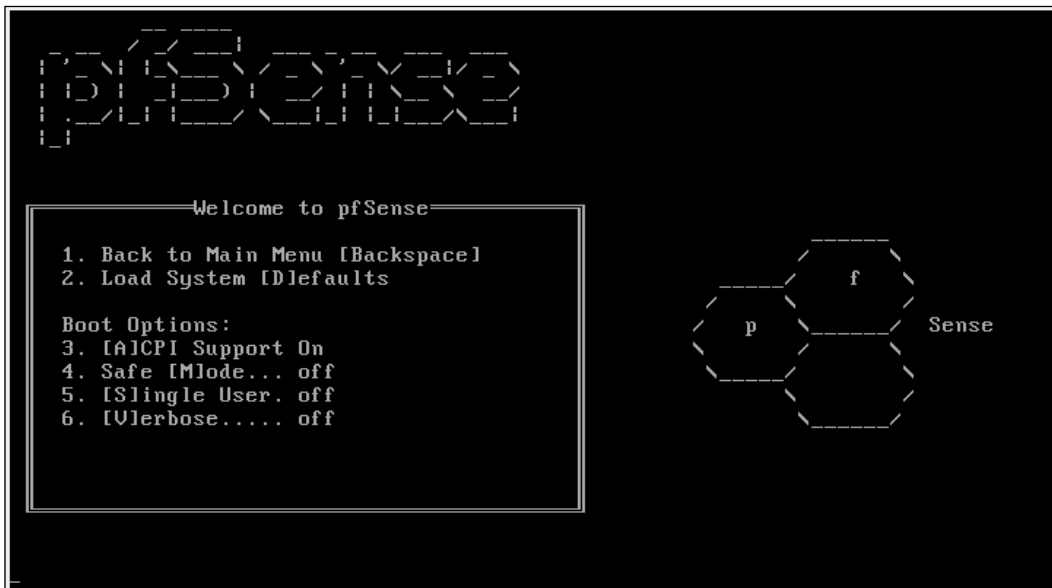 pfSense
Welcome to pfSense
1. Back to Main Menu [Backspace]
2. Load System [D]efaults
Boot Options:
3. [A]CPI Support On
4. Safe [M]ode... off
5. [S]ingle User. off
6. [V]erbose..... off
f
p
Sense